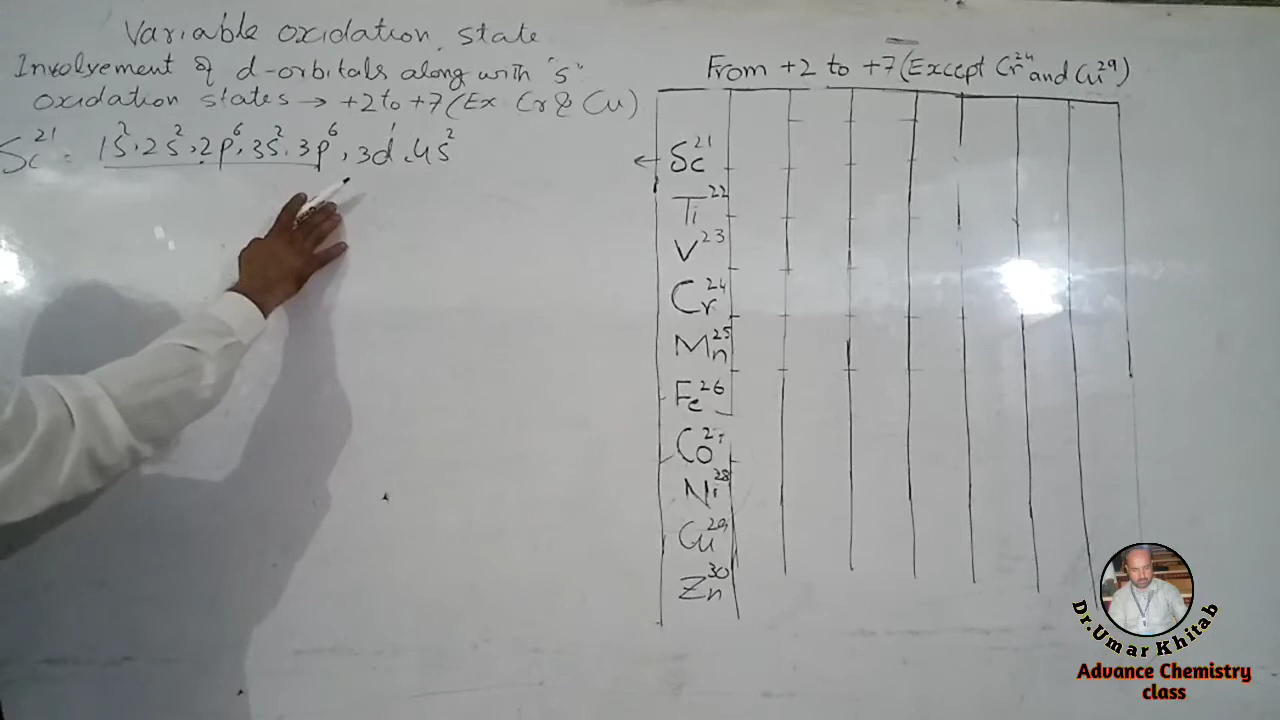 Variable oxidation state
Involvement of d-orbitals along with "s"
oxidation states → +2 to +7 (Ex Cr & Cu)
Sc²¹ = 1s², 2s², 2p⁶, 3s², 3p⁶, 3d¹, 4s²
From +2 to +7 (Except Cr²⁴ and Cu²⁹)
← Sc²¹
Ti²²
V²³
Cr²⁴
Mn²⁵
Fe²⁶
Co²⁷
Ni²⁸
Cu²⁹
Zn³⁰
Dr.Umar Khitab
Advance Chemistry
class